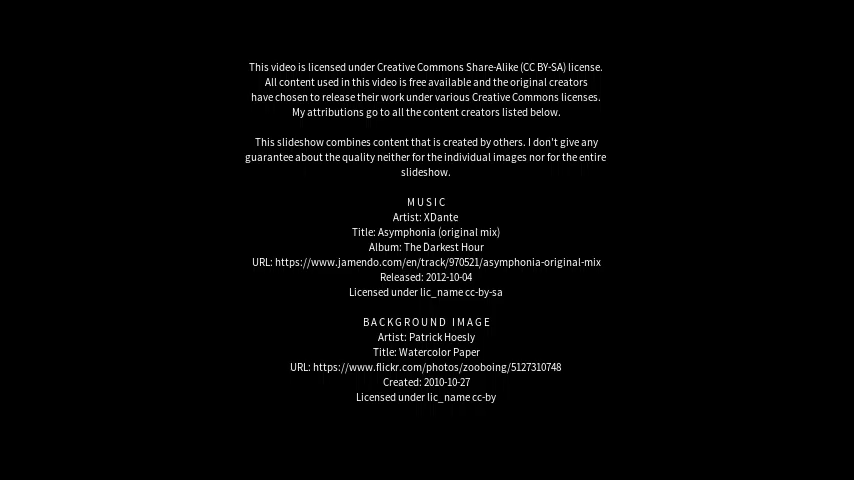 This video is licensed under Creative Commons Share-Alike (CC BY-SA) license.
All content used in this video is free available and the original creators
have chosen to release their work under various Creative Commons licenses.
My attributions go to all the content creators listed below.
This slideshow combines content that is created by others. I don't give any
guarantee about the quality neither for the individual images nor for the entire
slideshow.
M U S I C
Artist: XDante
Title: Asymphonia (original mix)
Album: The Darkest Hour
URL: https://www.jamendo.com/en/track/970521/asymphonia-original-mix
Released: 2012-10-04
Licensed under lic_name cc-by-sa
B A C K G R O U N D   I M A G E
Artist: Patrick Hoesly
Title: Watercolor Paper
URL: https://www.flickr.com/photos/zooboing/5127310748
Created: 2010-10-27
Licensed under lic_name cc-by